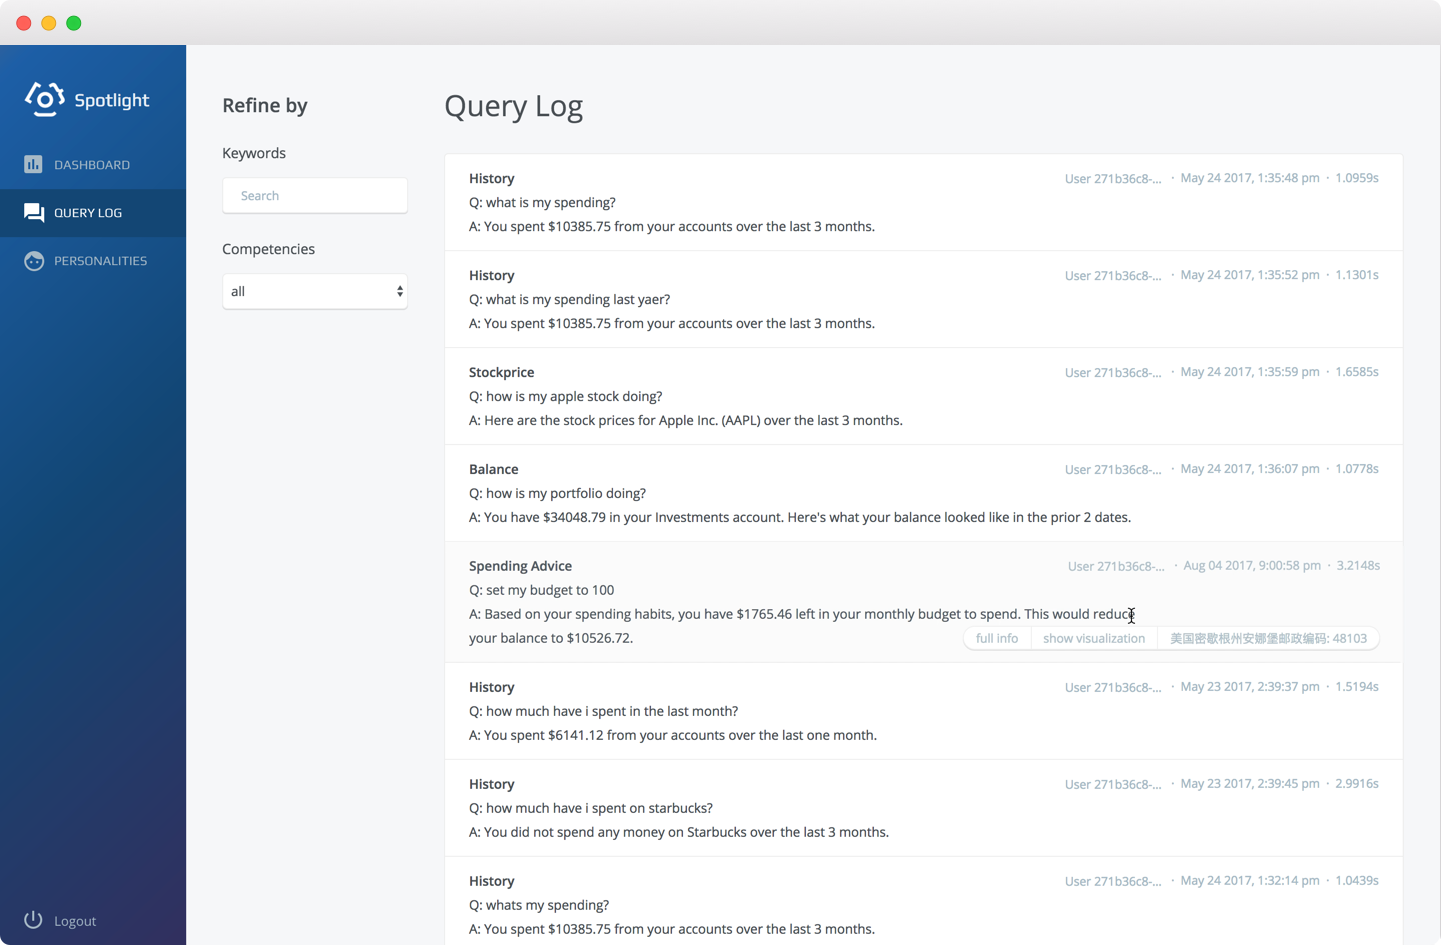 Spotlight
DASHBOARD
QUERY LOG
PERSONALITIES
Logout
Refine by
Keywords
Search
Competencies
all
Query Log
History
User 271b36c8-... · May 24 2017, 1:35:48 pm · 1.0959s
Q: what is my spending?
A: You spent $10385.75 from your accounts over the last 3 months.
History
User 271b36c8-... · May 24 2017, 1:35:52 pm · 1.1301s
Q: what is my spending last yaer?
A: You spent $10385.75 from your accounts over the last 3 months.
Stockprice
User 271b36c8-... · May 24 2017, 1:35:59 pm · 1.6585s
Q: how is my apple stock doing?
A: Here are the stock prices for Apple Inc. (AAPL) over the last 3 months.
Balance
User 271b36c8-... · May 24 2017, 1:36:07 pm · 1.0778s
Q: how is my portfolio doing?
A: You have $34048.79 in your Investments account. Here's what your balance looked like in the prior 2 dates.
Spending Advice
User 271b36c8-... · Aug 04 2017, 9:00:58 pm · 3.2148s
Q: set my budget to 100
A: Based on your spending habits, you have $1765.46 left in your monthly budget to spend. This would reduce
your balance to $10526.72.
full info
show visualization
美国密歇根州安娜堡邮政编码: 48103
History
User 271b36c8-... · May 23 2017, 2:39:37 pm · 1.5194s
Q: how much have i spent in the last month?
A: You spent $6141.12 from your accounts over the last one month.
History
User 271b36c8-... · May 23 2017, 2:39:45 pm · 2.9916s
Q: how much have i spent on starbucks?
A: You did not spend any money on Starbucks over the last 3 months.
History
User 271b36c8-... · May 24 2017, 1:32:14 pm · 1.0439s
Q: whats my spending?
A: You spent $10385.75 from your accounts over the last 3 months.